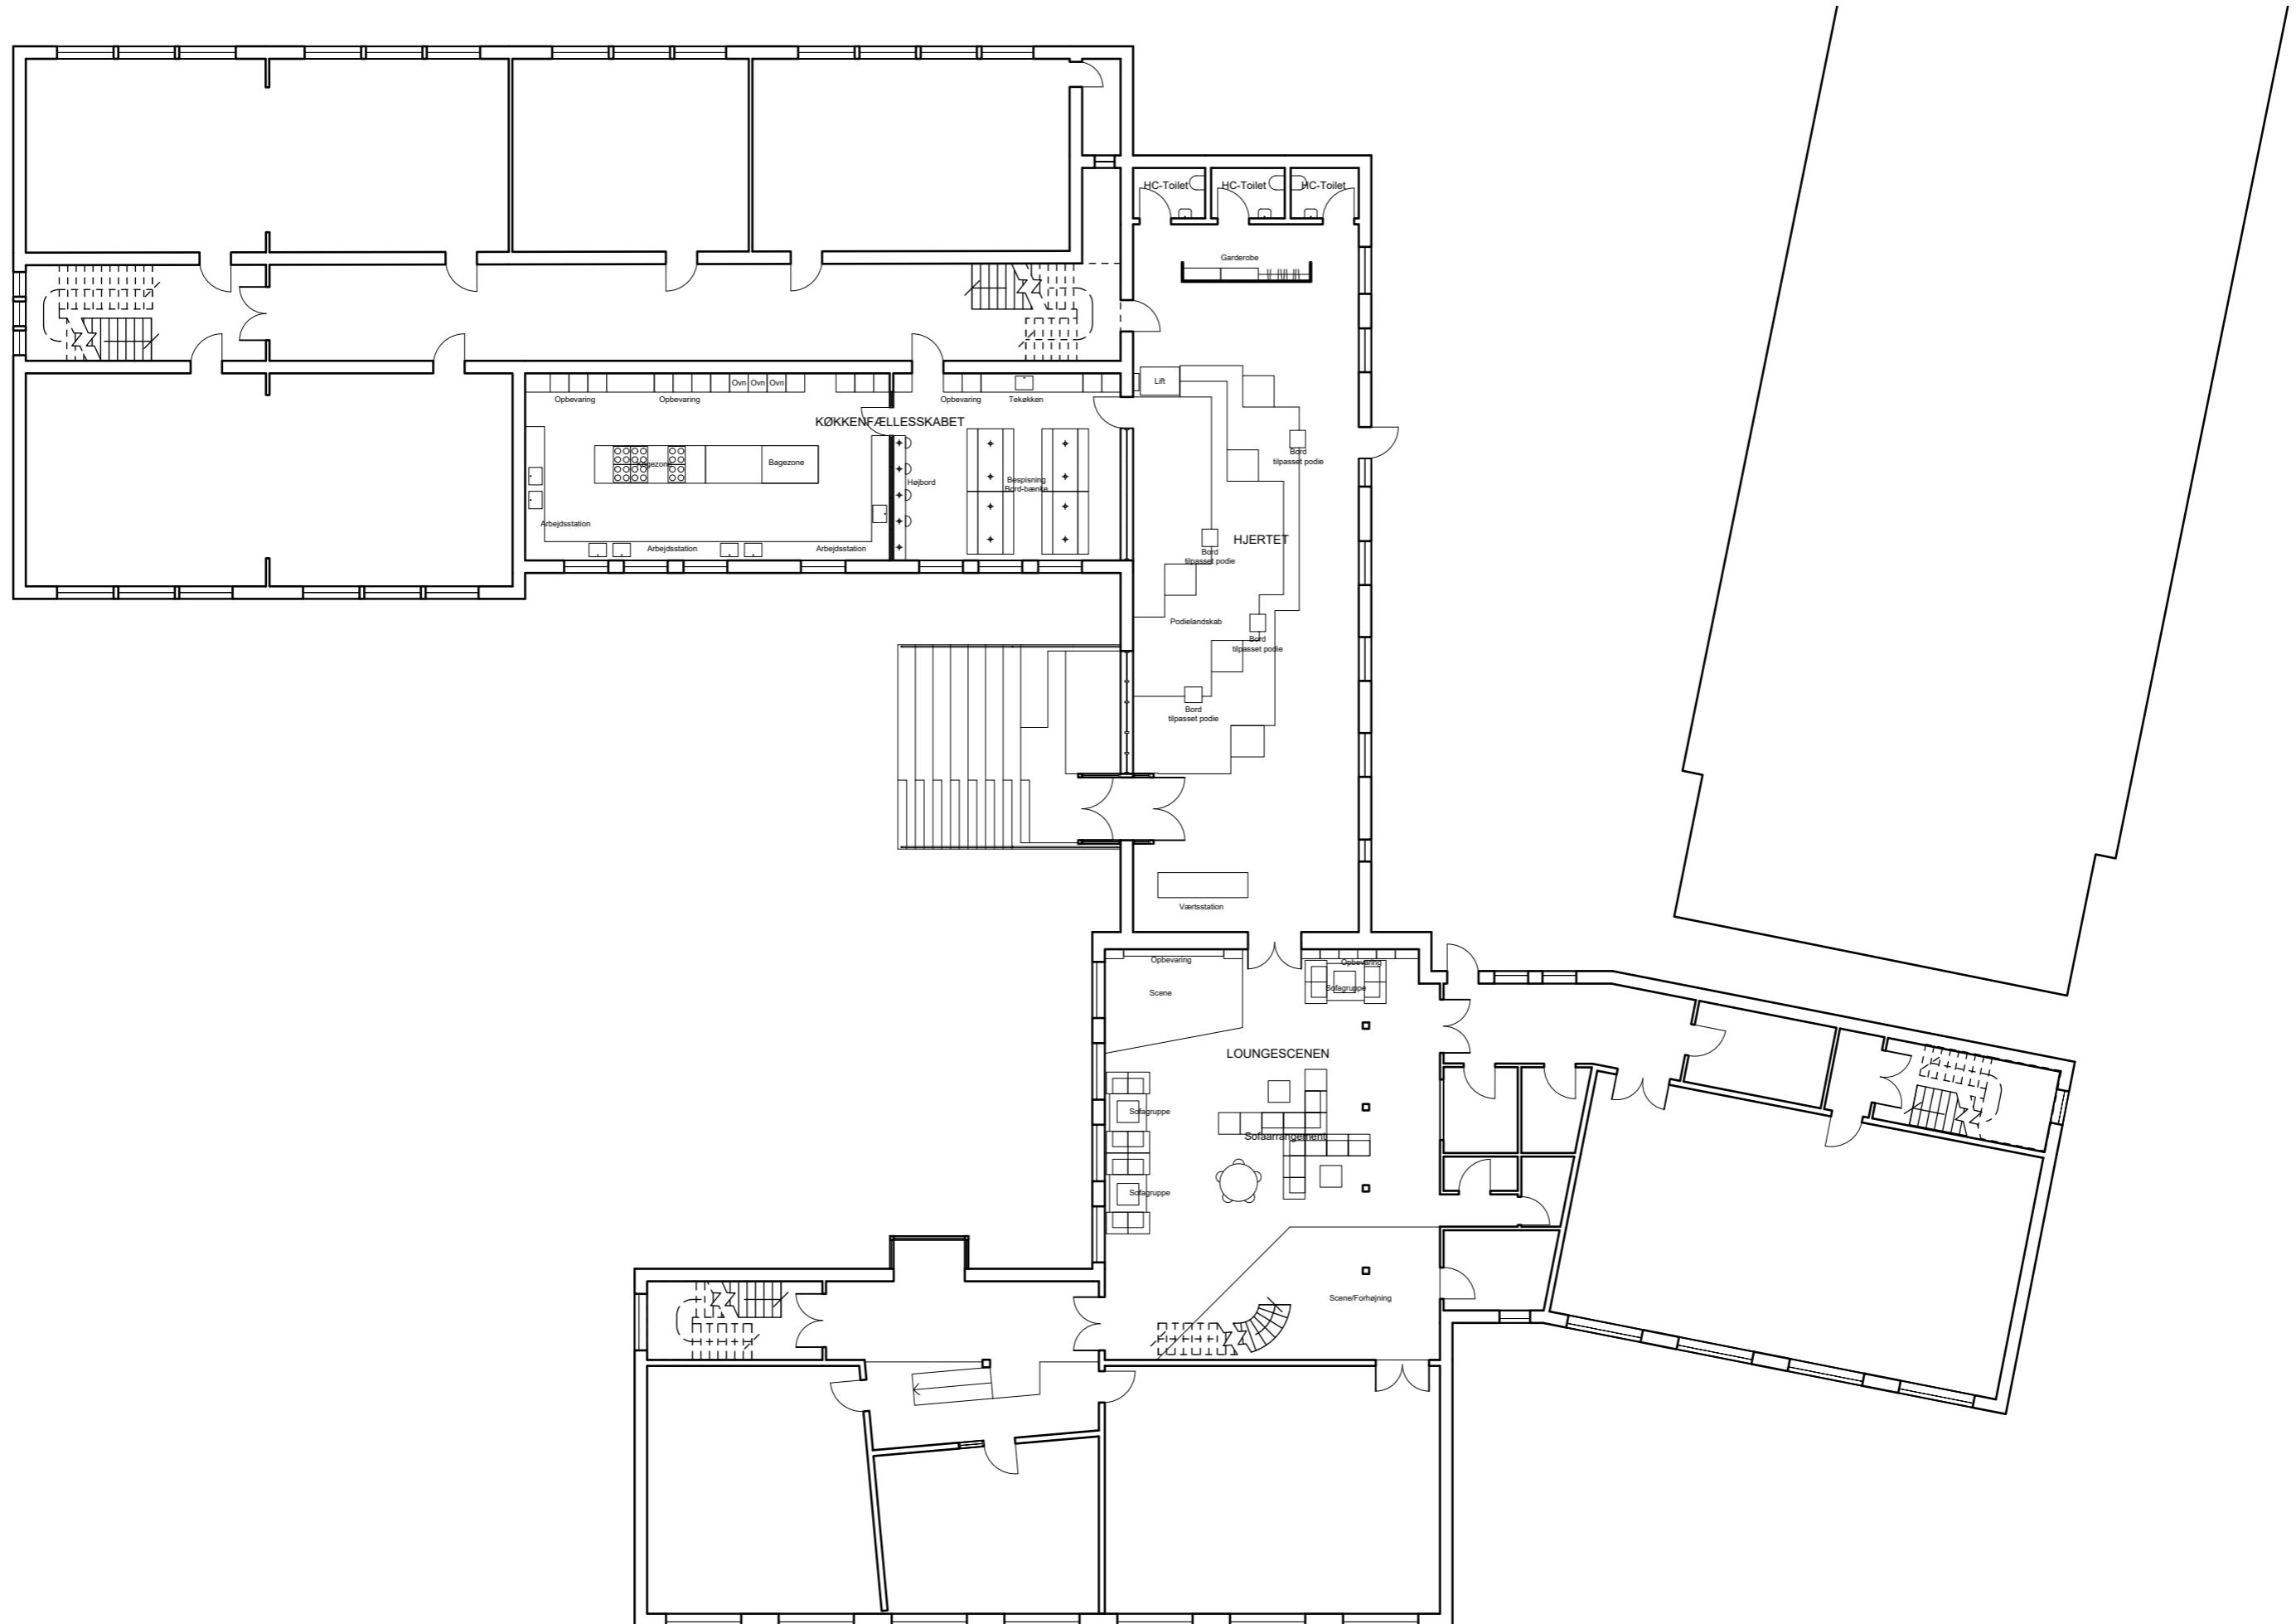 HC-Toilet
HC-Toilet
HC-Toilet
Garderobe
Lift
Ovn
Ovn
Ovn
Opbevaring
Opbevaring
Opbevaring
Tekøkken
KØKKENFÆLLESSKABET
Bord
tilpasset podie
Bagezone
Højbord
Bespisning
Bord-bænke
Arbejdsstation
Arbejdsstation
Arbejdsstation
HJERTET
Bord
tilpasset podie
Podielandskab
Bord
tilpasset podie
Bord
tilpasset podie
Værtsstation
Opbevaring
Opbevaring
Scene
Sofagruppe
LOUNGESCENEN
Sofagruppe
Sofaarrangement
Sofagruppe
Scene/Forhøjning